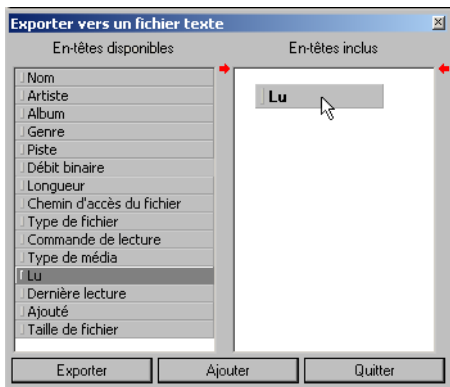 Exporter vers un fichier texte
En-têtes disponibles
En-têtes inclus
Nom
Artiste
Album
Genre
Piste
Débit binaire
Longueur
Chemin d'accès du fichier
Type de fichier
Commande de lecture
Type de média
Lu
Dernière lecture
Ajouté
Taille de fichier
Lu
Exporter
Ajouter
Quitter